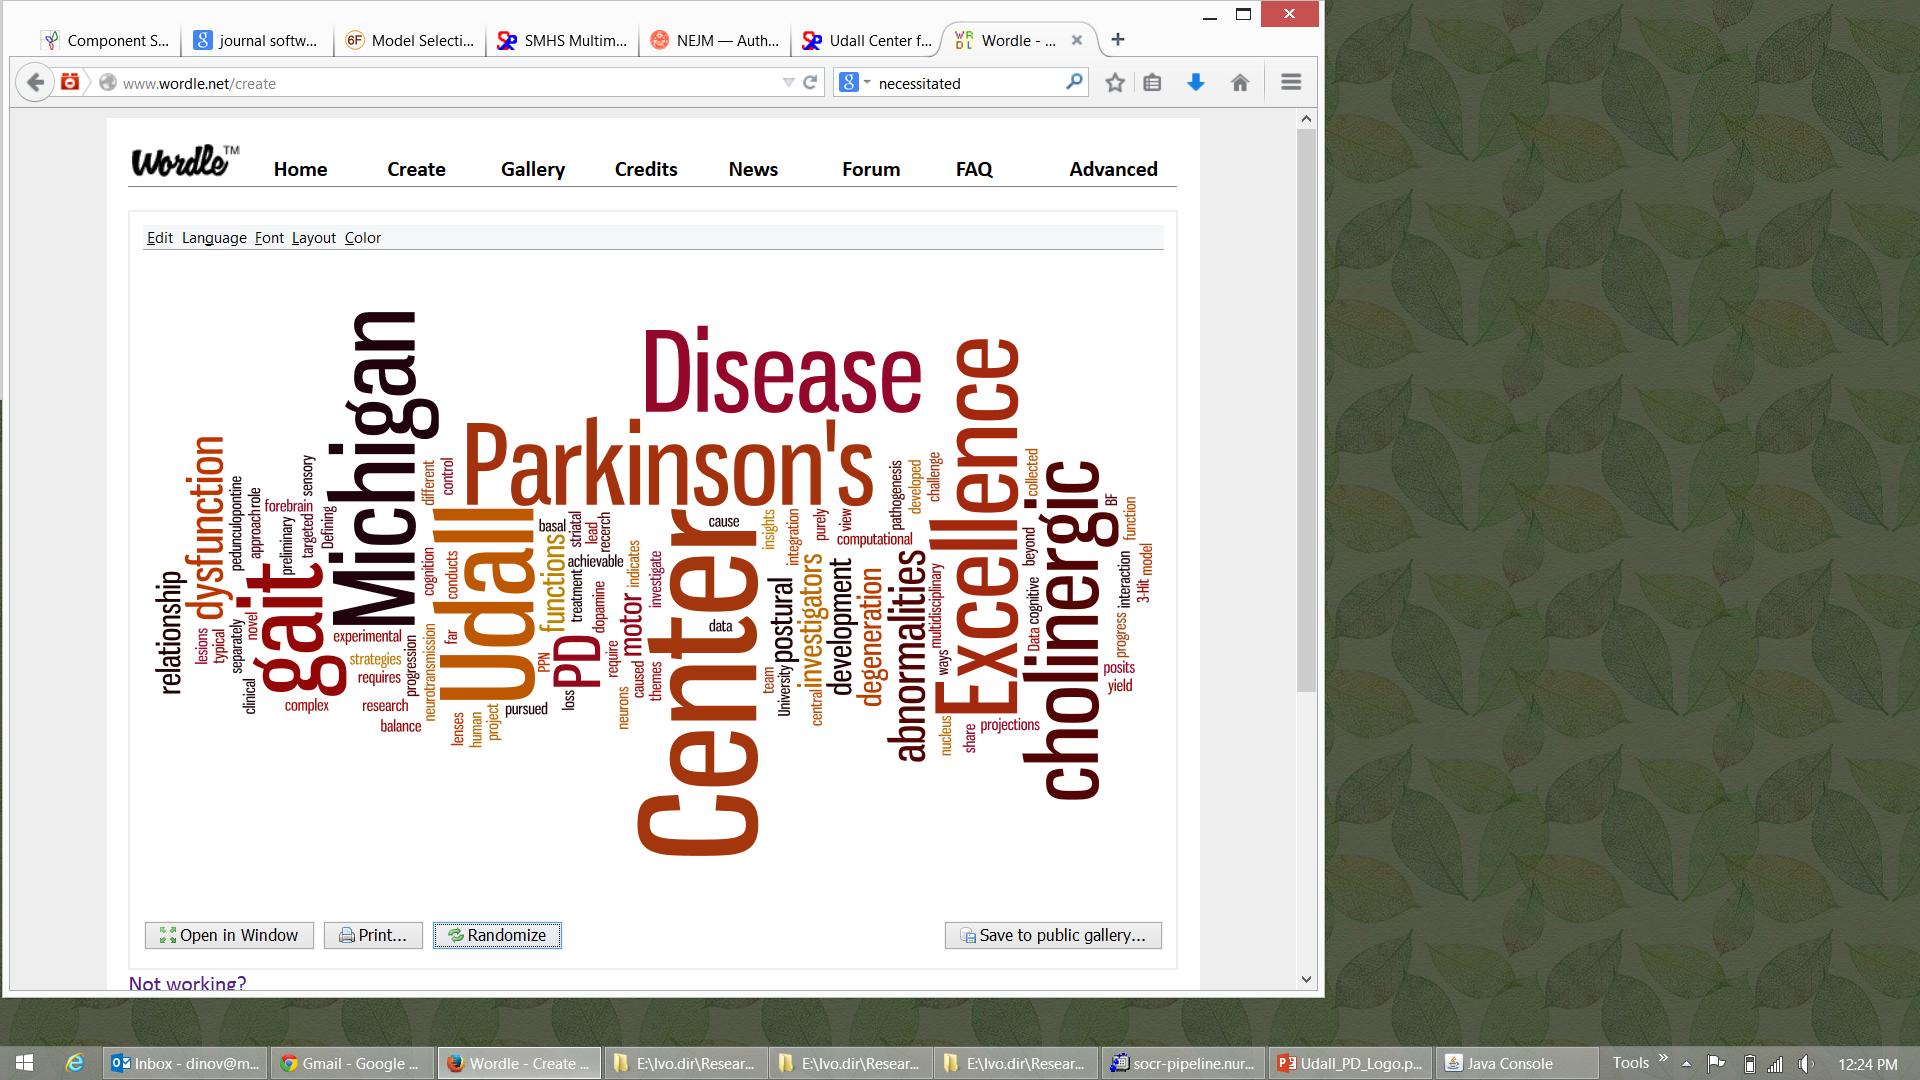 Component S...
journal softw...
6F
Model Selecti...
SMHS Multim...
NEJM — Auth...
Udall Center f...
WRDL
Wordle - ...
www.wordle.net/create
necessitated
Wordle™
Home
Create
Gallery
Credits
News
Forum
FAQ
Advanced
Edit Language Font Layout Color
relationship
dysfunction
lesions
typical
pedunculopontine
separately
approach
role
novel
clinical
gait
forebrain
preliminary
sensory
targeted
Defining
complex
Michigan
experimental
strategies
requires
research
balance
progression
different
control
cognition
conducts
neurotransmission
far
Udall
lenses
human
project
pursued
Parkinson's
Disease
basal
striatal
lead
recerch
functions
achievable
treatment
dopamine
PPN
PD
loss
require
indicates
investigate
motor
caused
themes
neurons
Center
cause
data
insights
integration
purely
view
computational
pathogenesis
developed
challenge
postural
investigators
development
degeneration
team
University
central
abnormalities
multidisciplinary
ways
nucleus
share
projections
Excellence
collected
beyond
cognitive
Data
cholinergic
BF
function
model
interaction
3-Hit
progress
posits
yield
Open in Window
Print...
Randomize
Save to public gallery...
Not working?
Inbox - dinov@m...
Gmail - Google ...
Wordle - Create ...
E:\Ivo.dir\Resear...
E:\Ivo.dir\Resear...
E:\Ivo.dir\Resear...
socr-pipeline.nur...
Udall_PD_Logo.p...
Java Console
Tools
12:24 PM